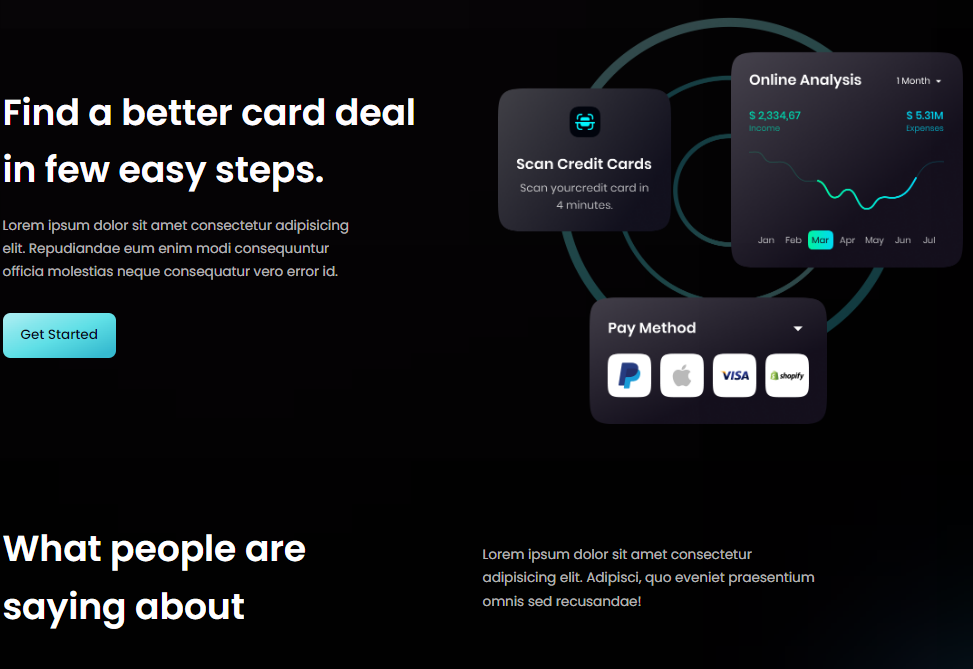 Find a better card deal
in few easy steps.
Lorem ipsum dolor sit amet consectetur adipisicing
elit. Repudiandae eum enim modi consequuntur
officia molestias neque consequatur vero error id.
Get Started
Scan Credit Cards
Scan yourcredit card in
4 minutes.
Online Analysis
1 Month
$ 2,334,67
$ 5.31M
Income
Expenses
Jan Feb Mar Apr May Jun Jul
Pay Method
VISA
shopify
What people are
saying about
Lorem ipsum dolor sit amet consectetur
adipisicing elit. Adipisci, quo eveniet praesentium
omnis sed recusandae!